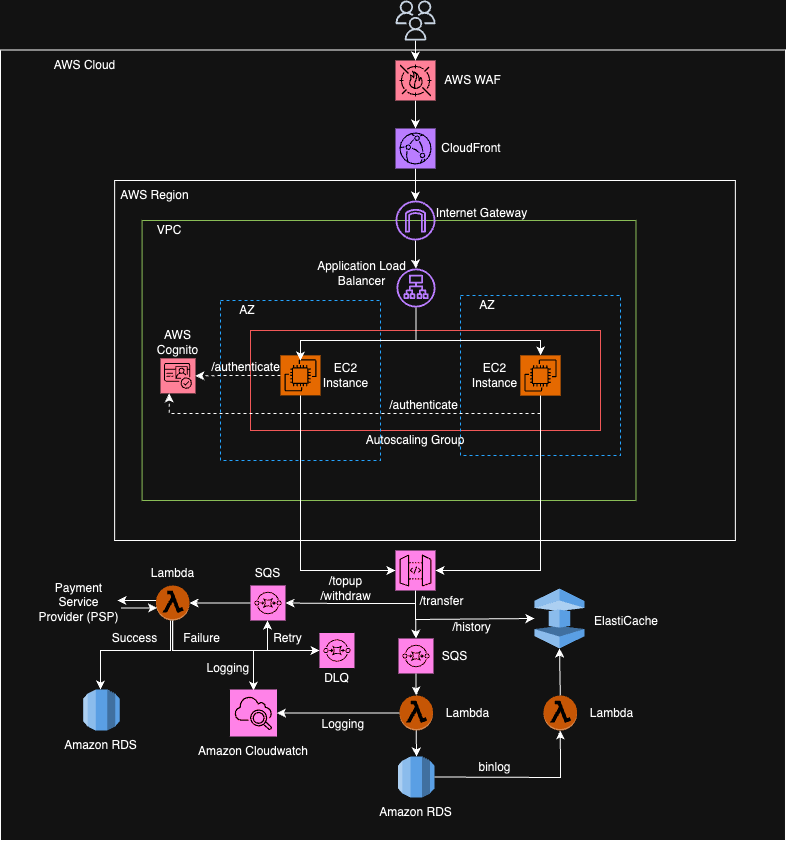 AWS Cloud
AWS WAF
CloudFront
AWS Region
Internet Gateway
VPC
Application Load
Balancer
AZ
AZ
AWS
Cognito
/authenticate
EC2
Instance
EC2
Instance
/authenticate
Autoscaling Group
</>
Lambda
SQS
/topup
/withdraw
/transfer
Payment
Service
Provider (PSP)
/history
ElastiCache
Success
Failure
Retry
SQS
Logging
DLQ
Lambda
Lambda
Logging
Amazon RDS
Amazon Cloudwatch
binlog
Amazon RDS